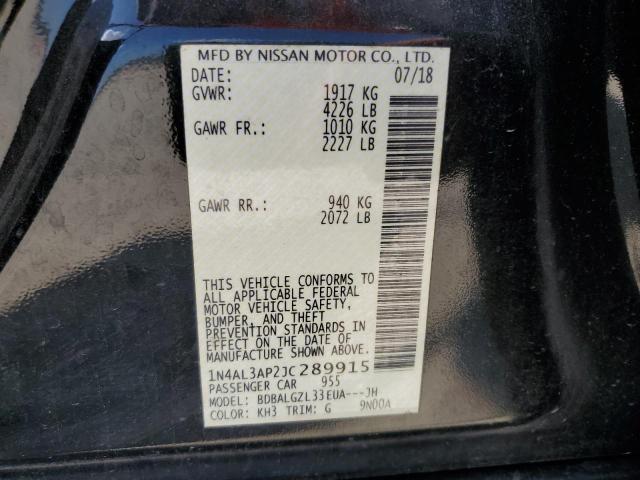 MFD BY NISSAN MOTOR CO., LTD.
DATE: 07/18
GVWR: 1917 KG
4226 LB
GAWR FR.: 1010 KG
2227 LB
GAWR RR.: 940 KG
2072 LB
THIS VEHICLE CONFORMS TO
ALL APPLICABLE FEDERAL
MOTOR VEHICLE SAFETY,
BUMPER, AND THEFT
PREVENTION STANDARDS IN
EFFECT ON THE DATE OF
MANUFACTURE SHOWN ABOVE.
1N4AL3AP2JC289915
PASSENGER CAR 955
MODEL: BDBALGZL33EUA---JH
COLOR: KH3 TRIM: G 9N00A